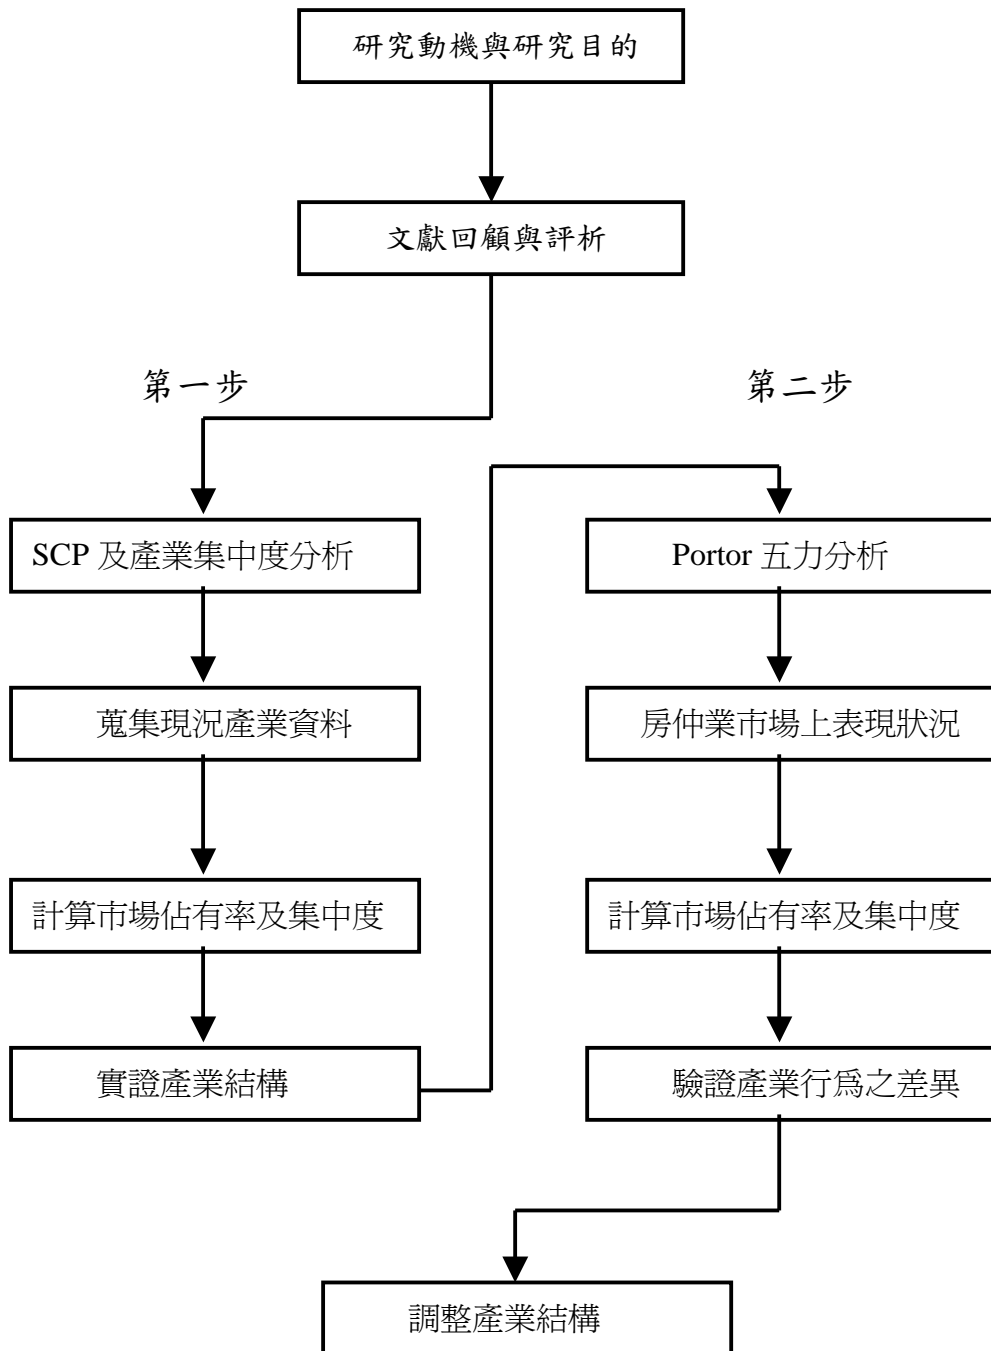 研究動機與研究目的
文獻回顧與評析
第一步
第二步
SCP 及產業集中度分析
Portor 五力分析
蒐集現況產業資料
房仲業市場上表現狀況
計算市場佔有率及集中度
計算市場佔有率及集中度
實證產業結構
驗證產業行為之差異
調整產業結構